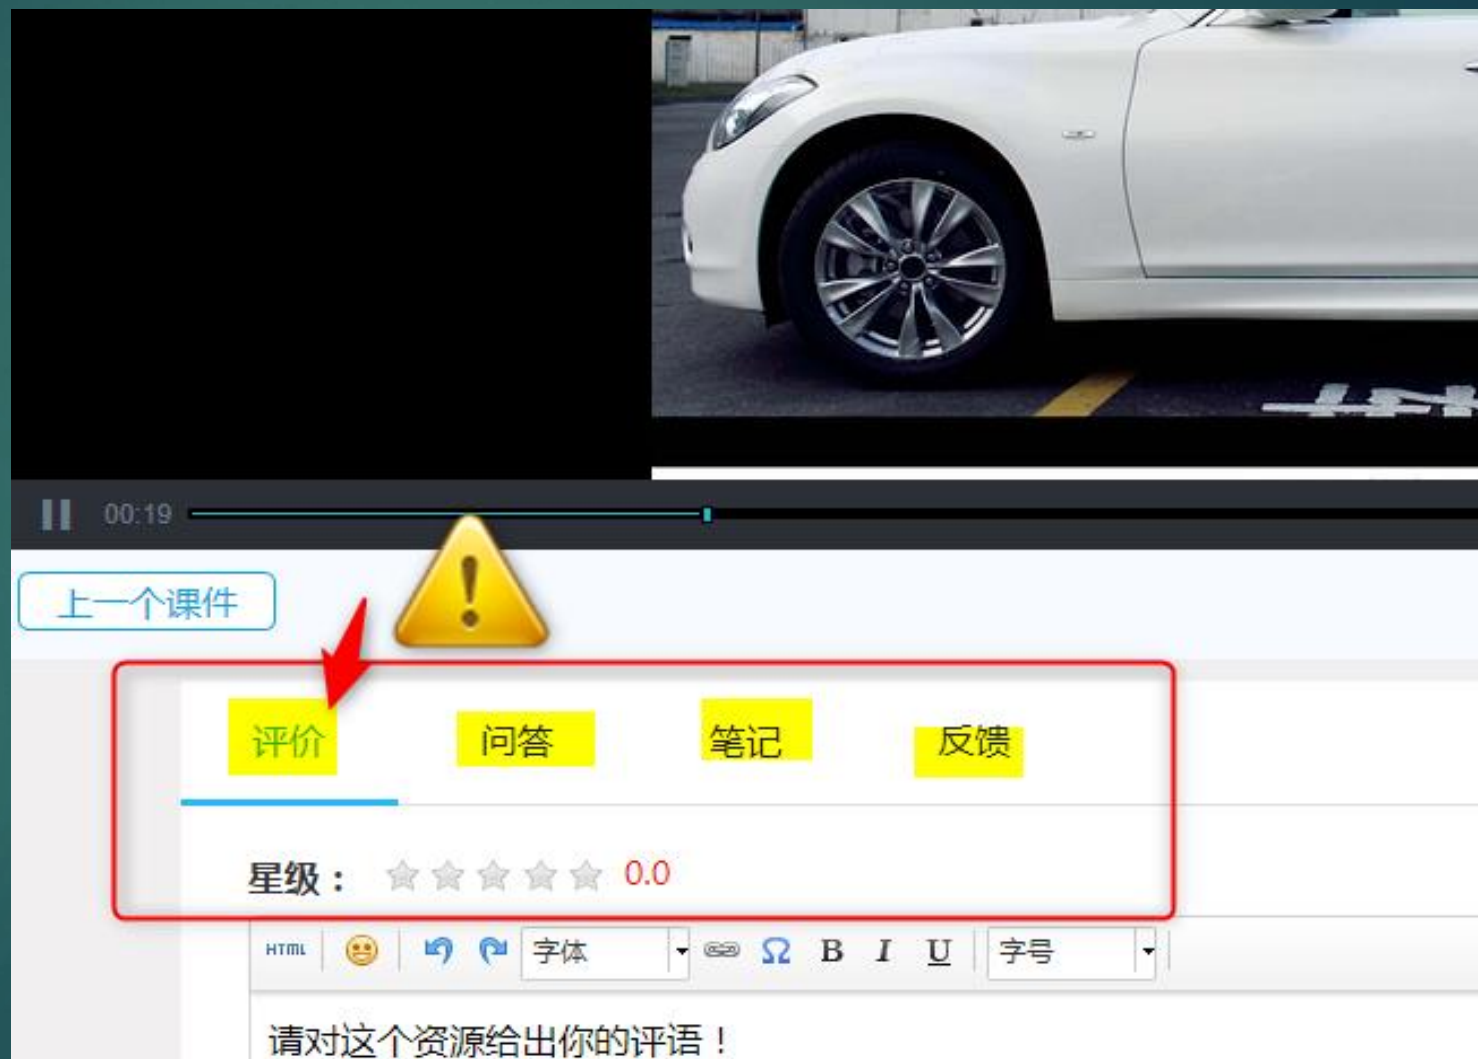 00:19
上一个课件
评价 问答 笔记 反馈
星级： 0.0
HTML 字体 B I U 字号
请对这个资源给出你的评语！